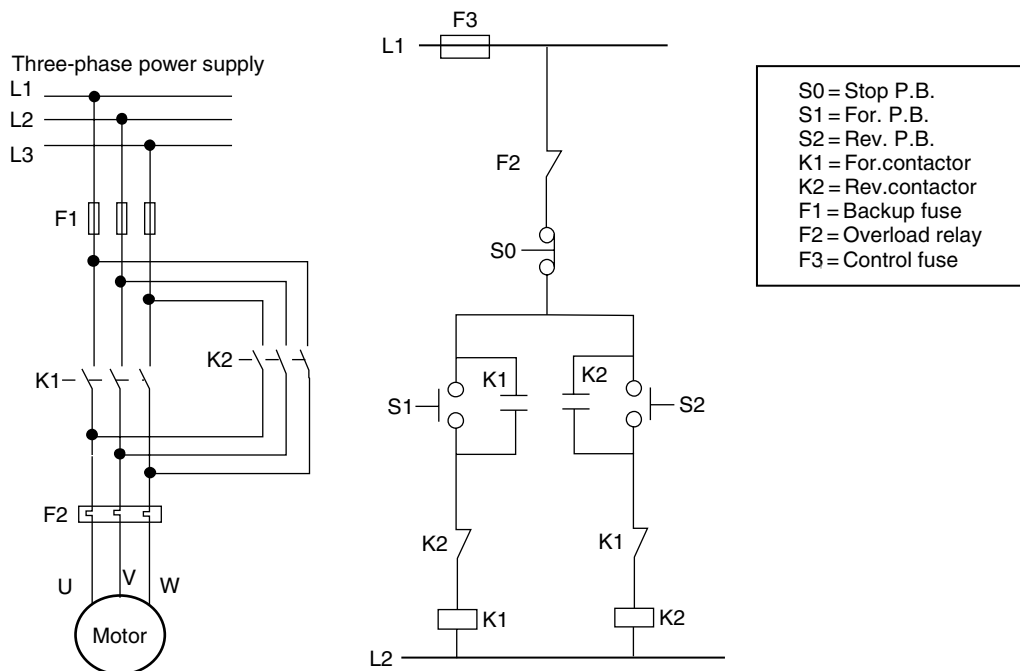 Three-phase power supply
L1
L2
L3
F1
K1
K2
F2
U
V
W
Motor
F3
L1
F2
S0
S1
K1
K2
S2
K2
K1
K1
K2
L2
S0 = Stop P.B.
S1 = For. P.B.
S2 = Rev. P.B.
K1 = For.contactor
K2 = Rev.contactor
F1 = Backup fuse
F2 = Overload relay
F3 = Control fuse